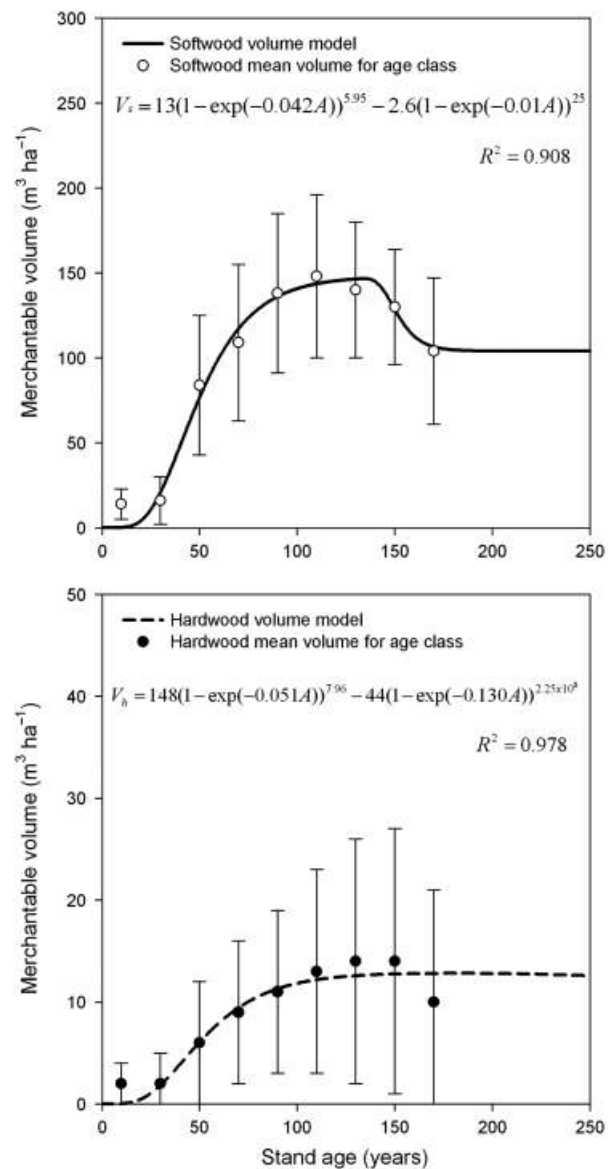 300
Softwood volume model
Softwood mean volume for age class
250
V_s = 13(1−exp(−0.042A))^5.95 − 2.6(1−exp(−0.01A))^25
R² = 0.908
200
150
100
50
0
Merchantable volume (m³ ha⁻¹)
0 50 100 150 200 250
50
Hardwood volume model
Hardwood mean volume for age class
40
V_h = 148(1−exp(−0.051A))^7.96 − 44(1−exp(−0.130A))^2.25x10^8
R² = 0.978
30
20
10
0
Merchantable volume (m³ ha⁻¹)
0 50 100 150 200 250
Stand age (years)